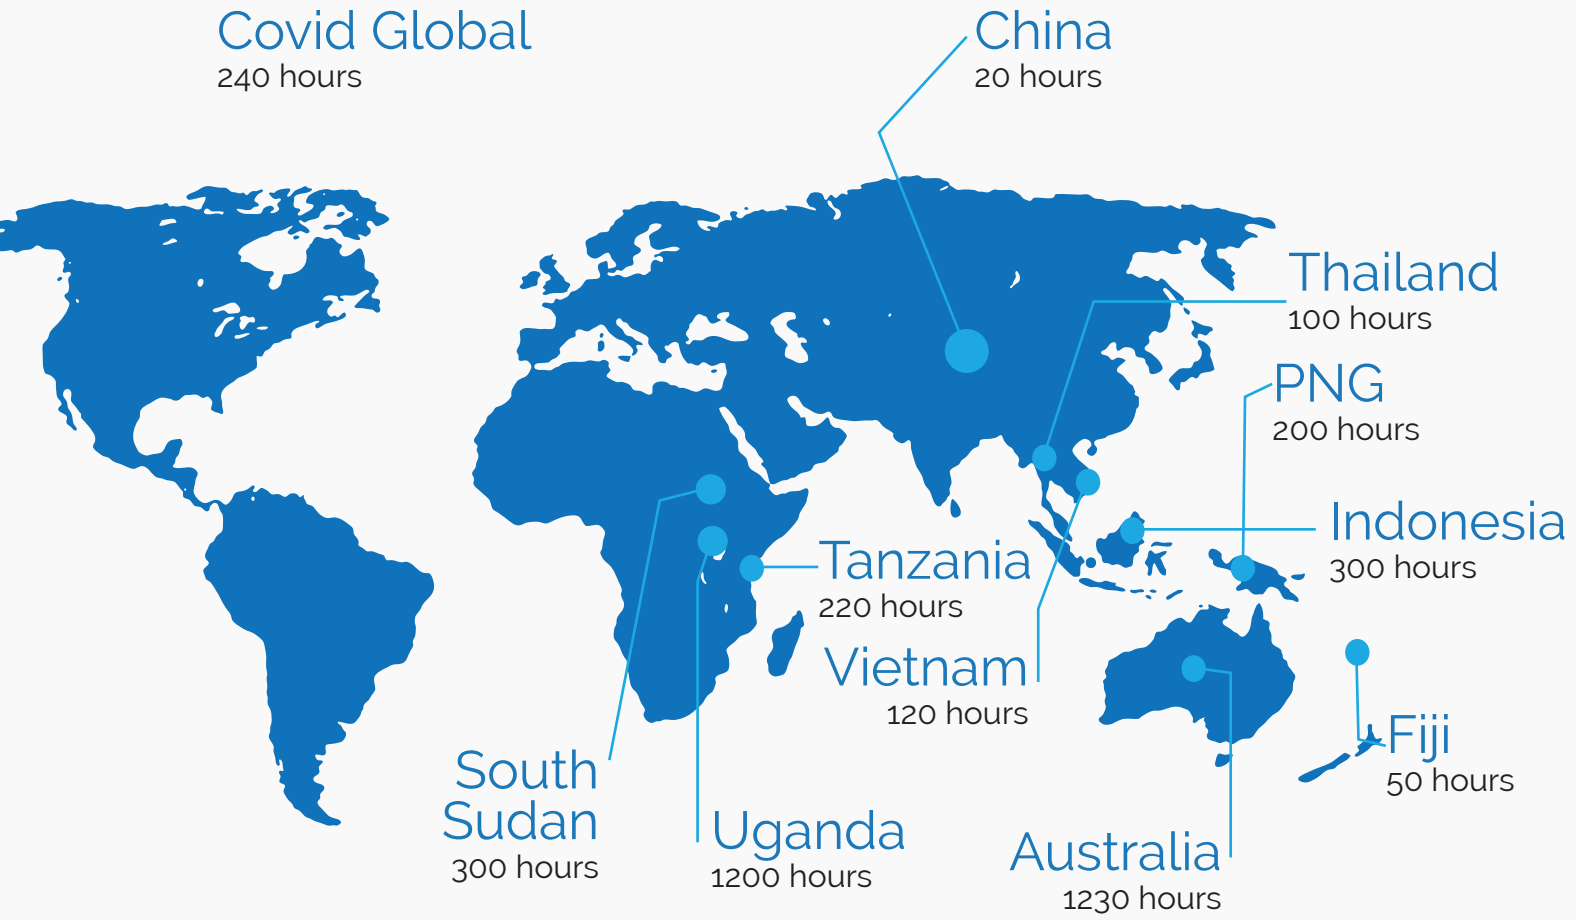 Covid Global
240 hours
China
20 hours
Thailand
100 hours
PNG
200 hours
Indonesia
300 hours
Tanzania
220 hours
Vietnam
120 hours
Fiji
50 hours
South
Sudan
300 hours
Uganda
1200 hours
Australia
1230 hours